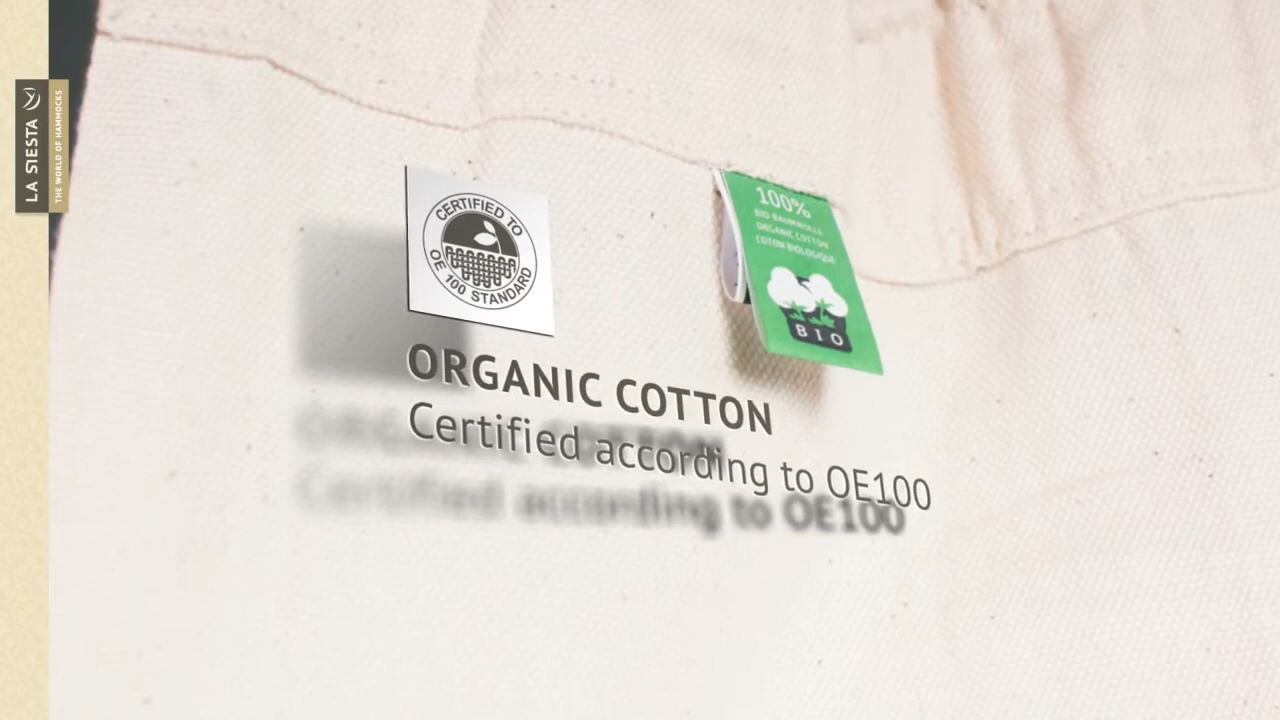 LA SIESTA
THE WORLD OF HAMMOCKS
CERTIFIED TO
OE 100 STANDARD
100%
BIO-BAUMWOLLE
ORGANIC COTTON
COTON BIOLOGIQUE
BIO
ORGANIC COTTON
Certified according to OE100